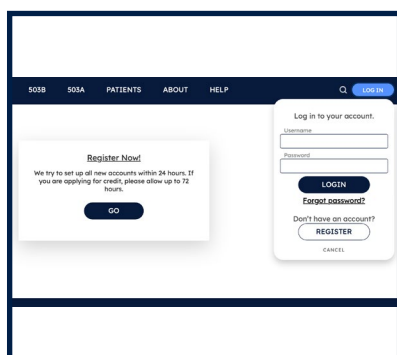 503B 503A PATIENTS ABOUT HELP LOG IN
Log in to your account.
Username
Password
LOGIN
Forgot password?
Don't have an account?
REGISTER
CANCEL
Register Now!
We try to set up all new accounts within 24 hours. If
you are applying for credit, please allow up to 72
hours.
GO